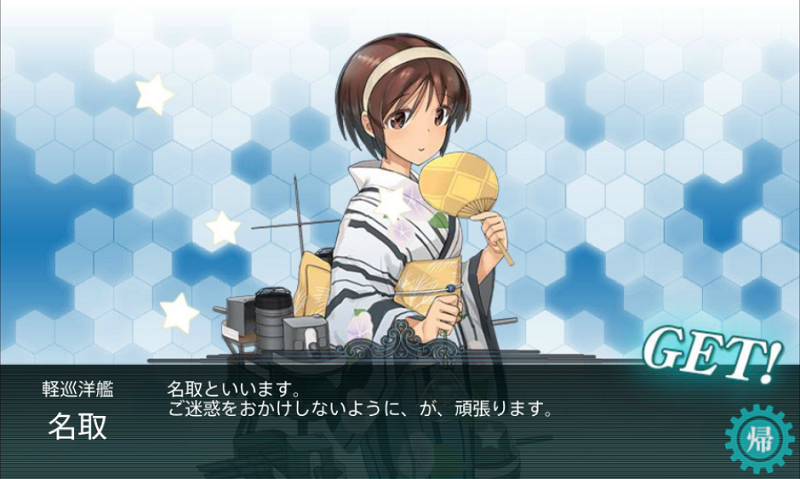 GET!
軽巡洋艦
名取
名取といいます。
ご迷惑をおかけしないように、が、頑張ります。
帰